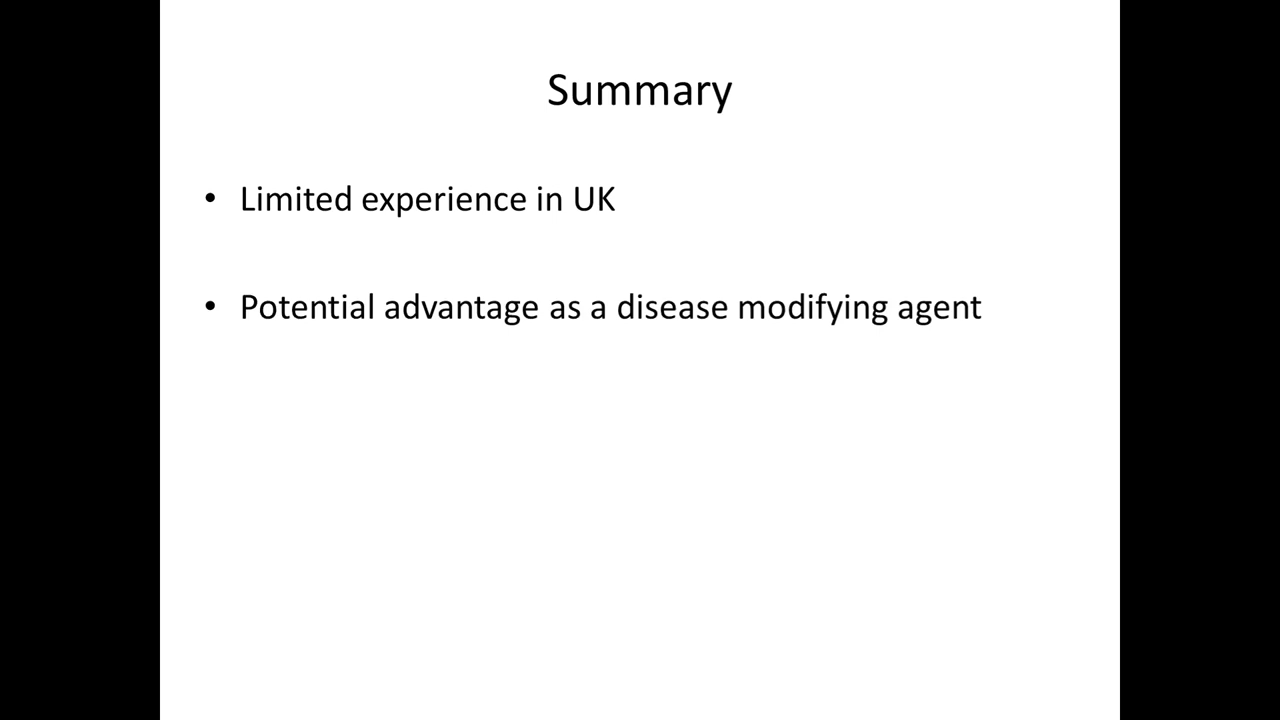 Summary
• Limited experience in UK
• Potential advantage as a disease modifying agent